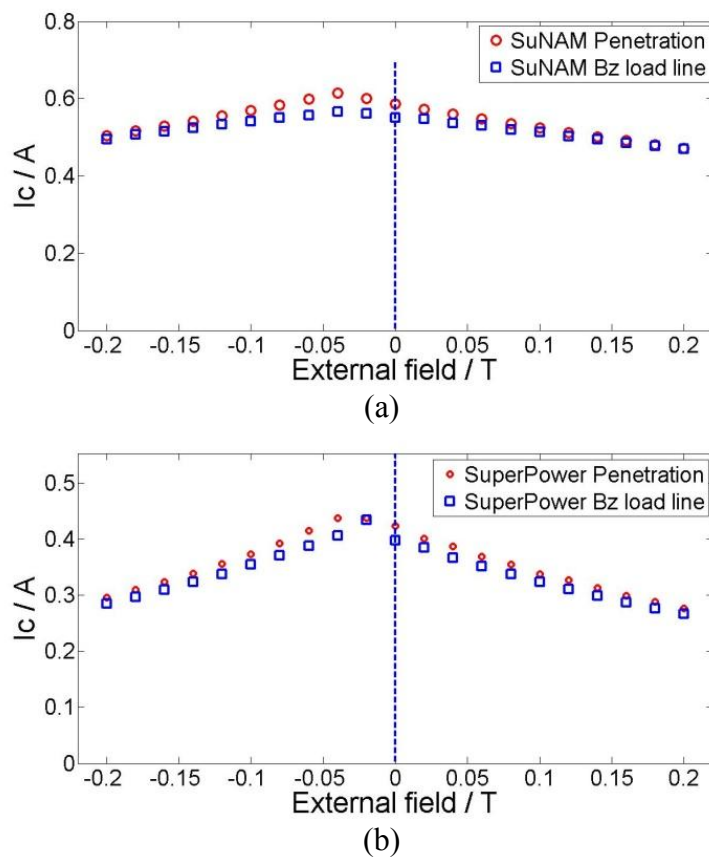 SuNAM Penetration
SuNAM Bz load line
Ic / A
0.8
0.6
0.4
0.2
0
-0.2 -0.15 -0.1 -0.05 0 0.05 0.1 0.15 0.2
External field / T
(a)
SuperPower Penetration
SuperPower Bz load line
Ic / A
0.5
0.4
0.3
0.2
0.1
0
-0.2 -0.15 -0.1 -0.05 0 0.05 0.1 0.15 0.2
External field / T
(b)